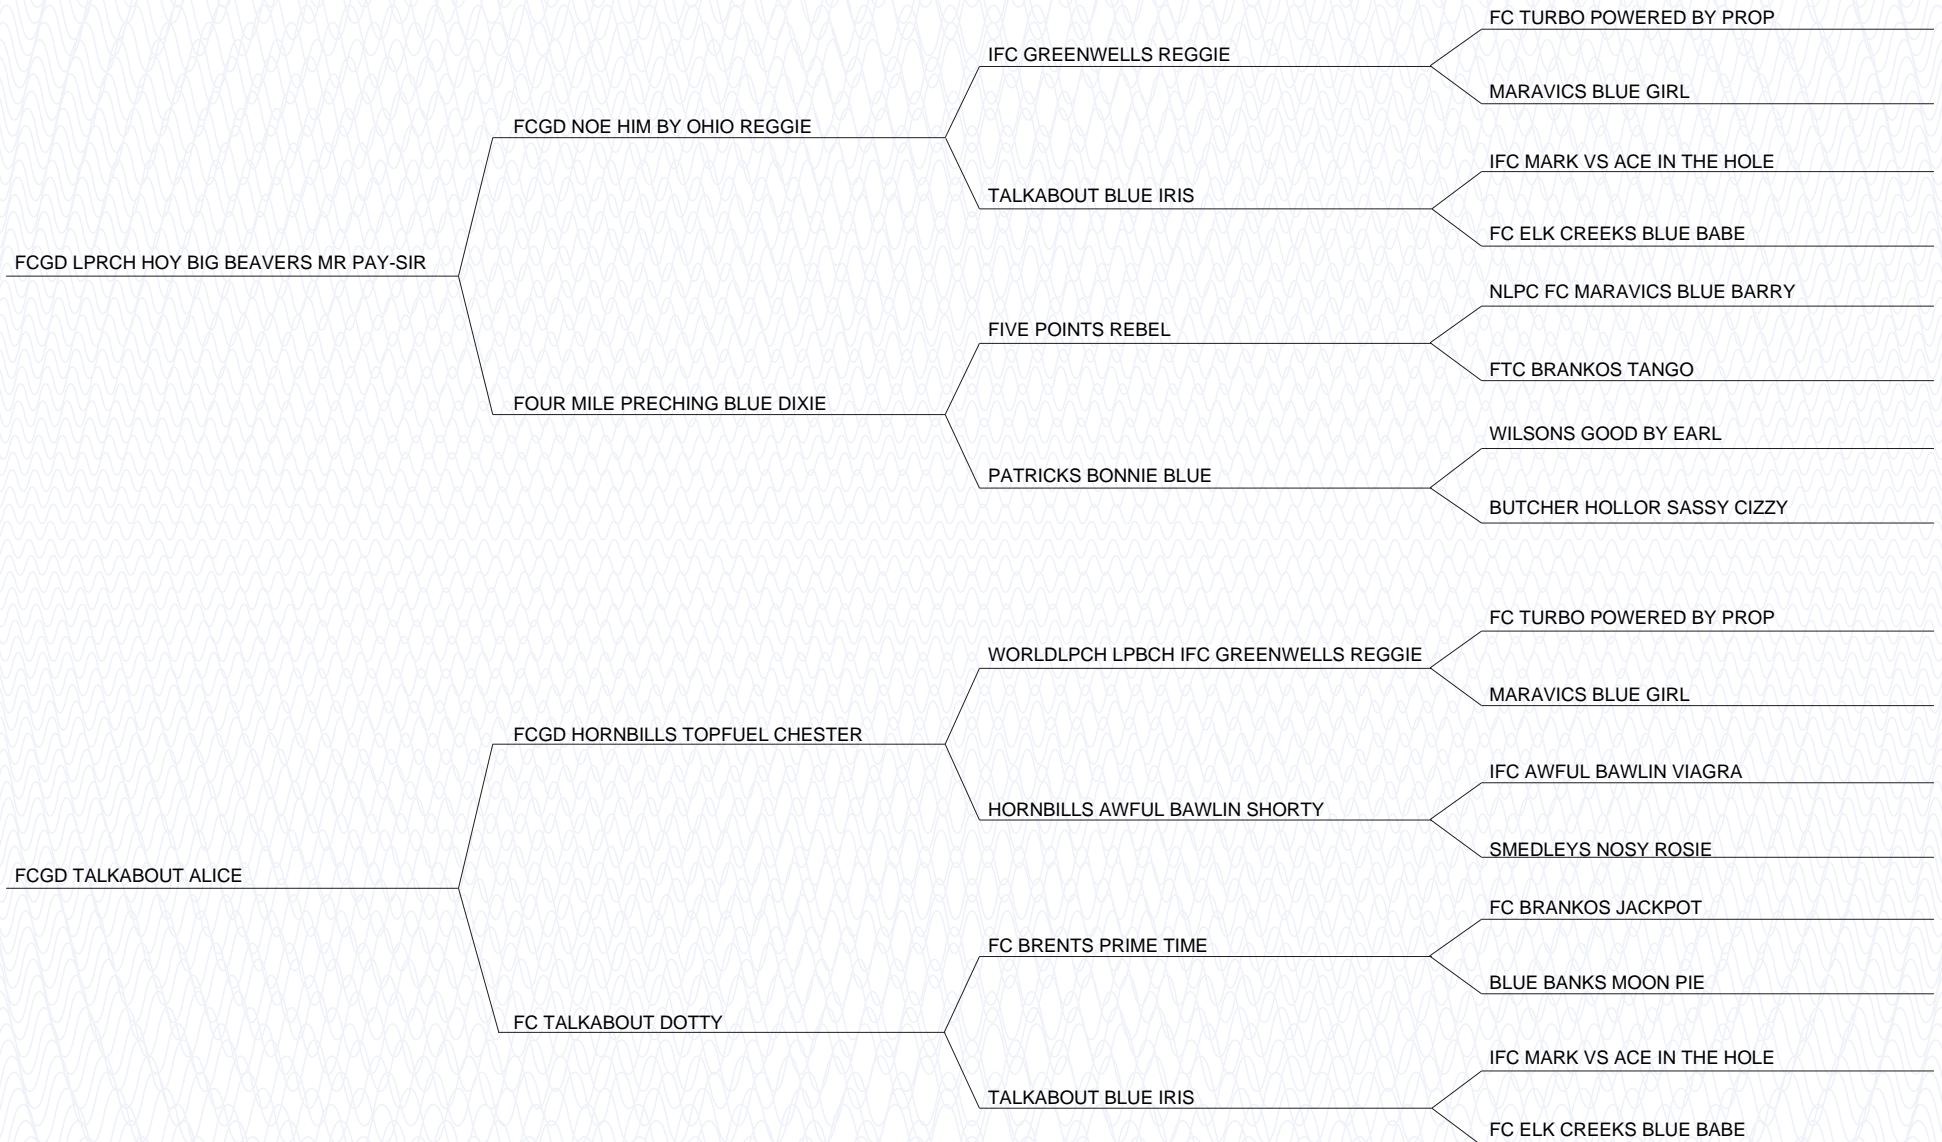 FC TURBO POWERED BY PROP
IFC GREENWELLS REGGIE
MARAVICS BLUE GIRL
FCGD NOE HIM BY OHIO REGGIE
IFC MARK VS ACE IN THE HOLE
TALKABOUT BLUE IRIS
FC ELK CREEKS BLUE BABE
FCGD LPRCH HOY BIG BEAVERS MR PAY-SIR
NLPC FC MARAVICS BLUE BARRY
FIVE POINTS REBEL
FTC BRANKOS TANGO
FOUR MILE PRECHING BLUE DIXIE
WILSONS GOOD BY EARL
PATRICKS BONNIE BLUE
BUTCHER HOLLOR SASSY CIZZY
FC TURBO POWERED BY PROP
WORLDLPCH LPBCH IFC GREENWELLS REGGIE
MARAVICS BLUE GIRL
FCGD HORNBILLS TOPFUEL CHESTER
IFC AWFUL BAWLIN VIAGRA
HORNBILLS AWFUL BAWLIN SHORTY
SMEDLEYS NOSY ROSIE
FCGD TALKABOUT ALICE
FC BRANKOS JACKPOT
FC BRENTS PRIME TIME
BLUE BANKS MOON PIE
FC TALKABOUT DOTTY
IFC MARK VS ACE IN THE HOLE
TALKABOUT BLUE IRIS
FC ELK CREEKS BLUE BABE